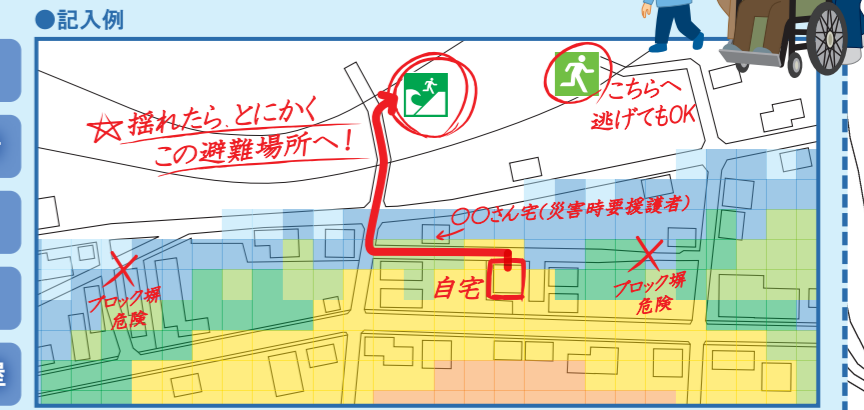 ●記入例
☆揺れたら、とにかく
この避難場所へ!
こちらへ
逃げてもOK
〇〇さん宅(災害時要援護者)
自宅
ブロック塀
危険
ブロック塀
危険